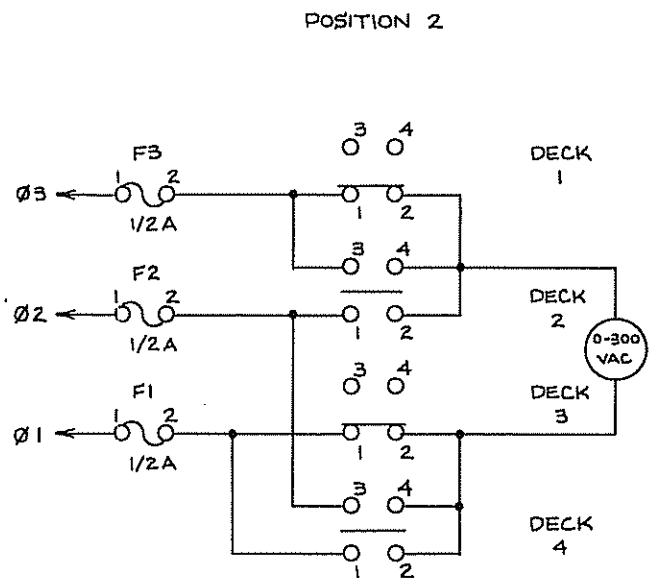 POSITION 2
3 4
F3
DECK
1
1 2
Ø3
1/2A
1 2
3 4
F2
1 2
DECK
2
Ø2
1/2A
1 2
0-300
VAC
3 4
F1
DECK
3
1 2
Ø1
1/2A
1 2
3 4
DECK
4
1 2